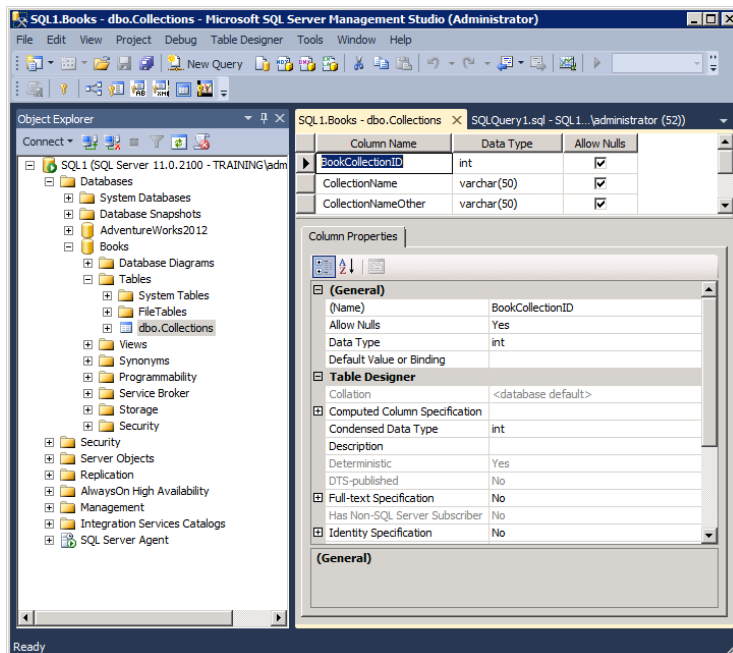 SQL1.Books - dbo.Collections - Microsoft SQL Server Management Studio (Administrator)
File Edit View Project Debug Table Designer Tools Window Help
New Query
Object Explorer
Connect
SQL1 (SQL Server 11.0.2100 - TRAINING\adm
Databases
System Databases
Database Snapshots
AdventureWorks2012
Books
Database Diagrams
Tables
System Tables
FileTables
dbo.Collections
Views
Synonyms
Programmability
Service Broker
Storage
Security
Security
Server Objects
Replication
AlwaysOn High Availability
Management
Integration Services Catalogs
SQL Server Agent
SQL1.Books - dbo.Collections SQLQuery1.sql - SQL1...\administrator (52))
Column Name Data Type Allow Nulls
BookCollectionID int
CollectionName varchar(50)
CollectionNameOther varchar(50)
Column Properties
(General)
(Name) BookCollectionID
Allow Nulls Yes
Data Type int
Default Value or Binding
Table Designer
Collation <database default>
Computed Column Specification
Condensed Data Type int
Description
Deterministic Yes
DTS-published No
Full-text Specification No
Has Non-SQL Server Subscriber No
Identity Specification No
(General)
Ready